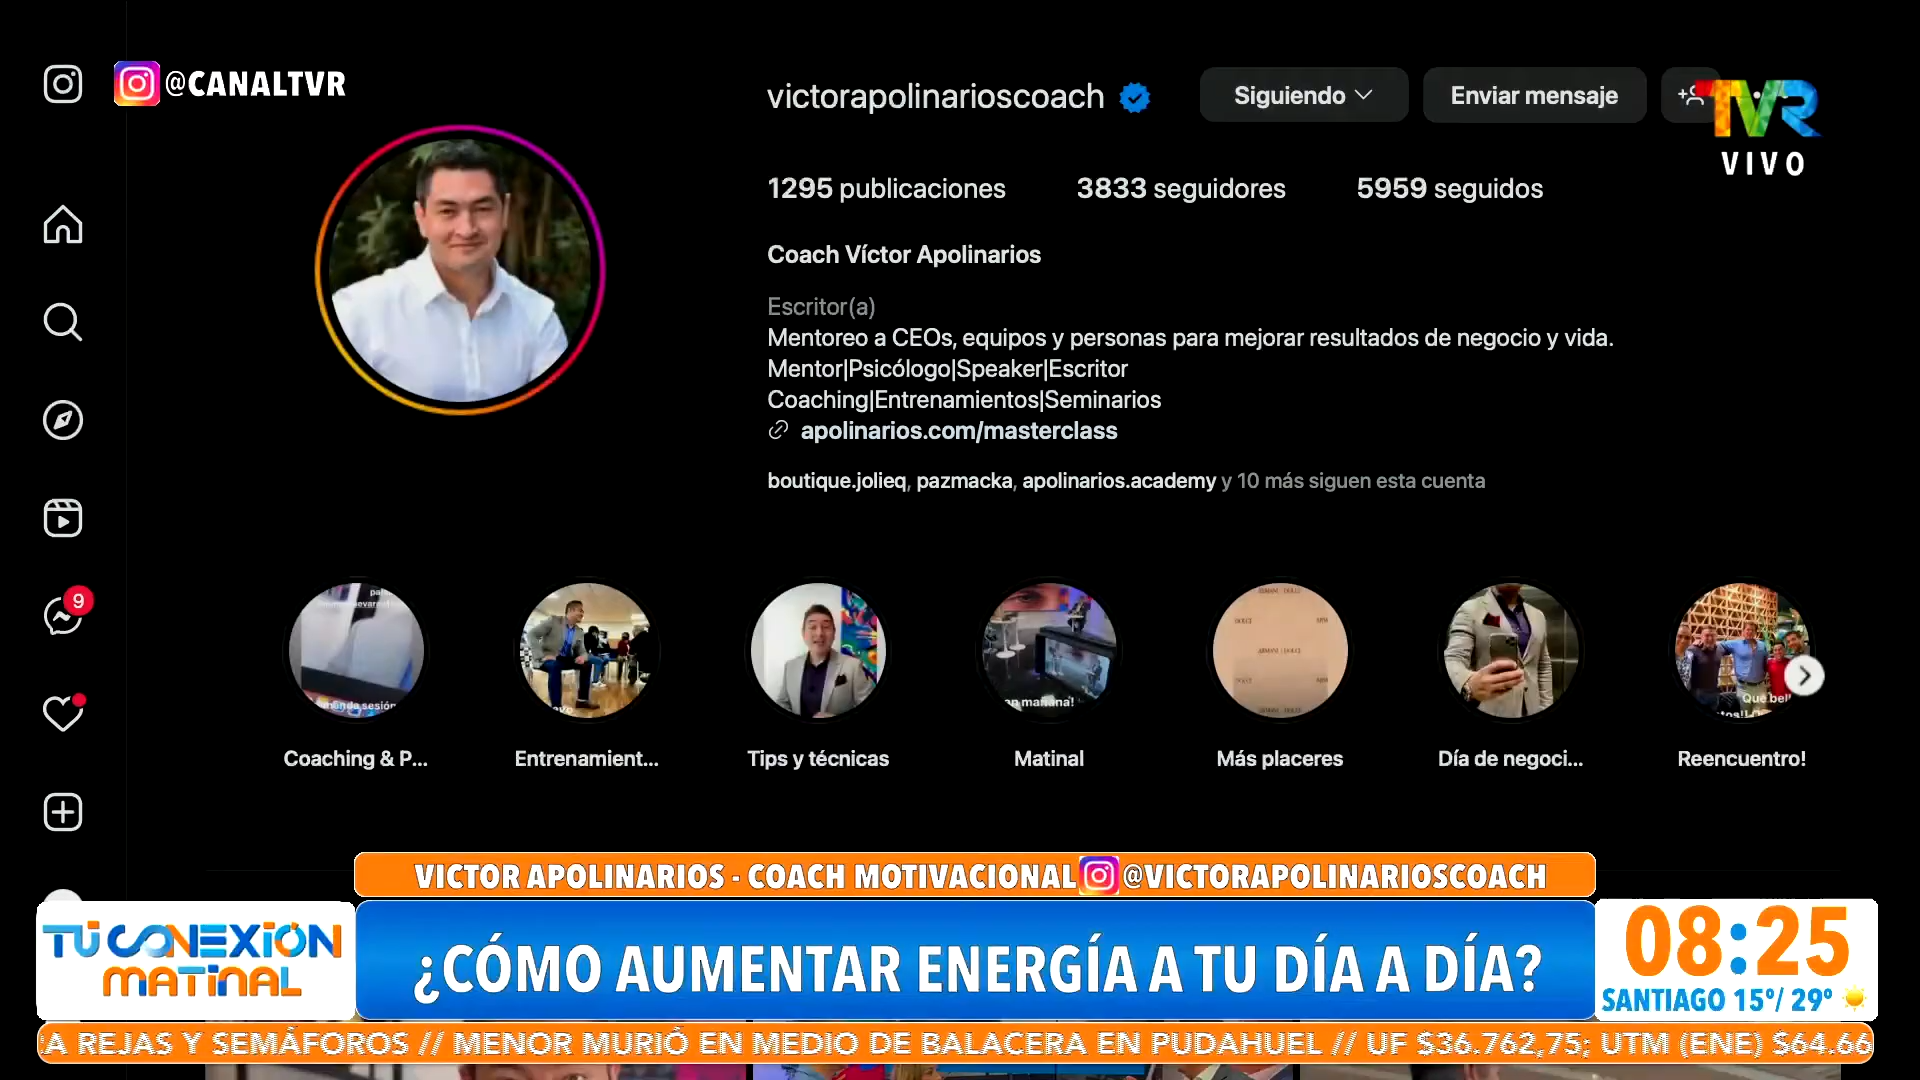 @CANALTVR
victorapolinarioscoach
Siguiendo
Enviar mensaje
TVR
VIVO
1295 publicaciones
3833 seguidores
5959 seguidos
Coach Víctor Apolinarios
Escritor(a)
Mentoreo a CEOs, equipos y personas para mejorar resultados de negocio y vida.
Mentor|Psicólogo|Speaker|Escritor
Coaching|Entrenamientos|Seminarios
apolinarios.com/masterclass
boutique.jolieq, pazmacka, apolinarios.academy y 10 más siguen esta cuenta
9
Coaching & P...
Entrenamient...
Tips y técnicas
Matinal
Más placeres
Día de negoci...
Reencuentro!
VICTOR APOLINARIOS - COACH MOTIVACIONAL @VICTORAPOLINARIOSCOACH
TU CONEXIÓN
MATINAL
¿CÓMO AUMENTAR ENERGÍA A TU DÍA A DÍA?
08:25
SANTIAGO 15º/ 29º
A REJAS Y SEMÁFOROS // MENOR MURIÓ EN MEDIO DE BALACERA EN PUDAHUEL // UF $36.762,75; UTM (ENE) $64.66